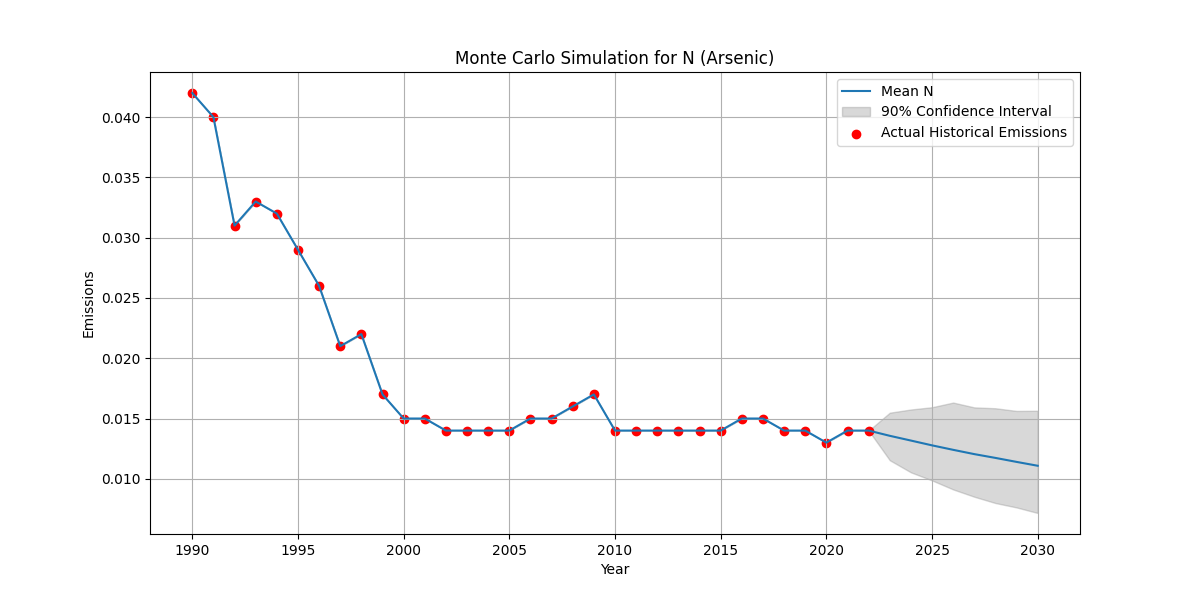 Monte Carlo Simulation for N (Arsenic)
Mean N
90% Confidence Interval
Actual Historical Emissions
0.040
0.035
0.030
0.025
0.020
0.015
0.010
Emissions
1990 1995 2000 2005 2010 2015 2020 2025 2030
Year